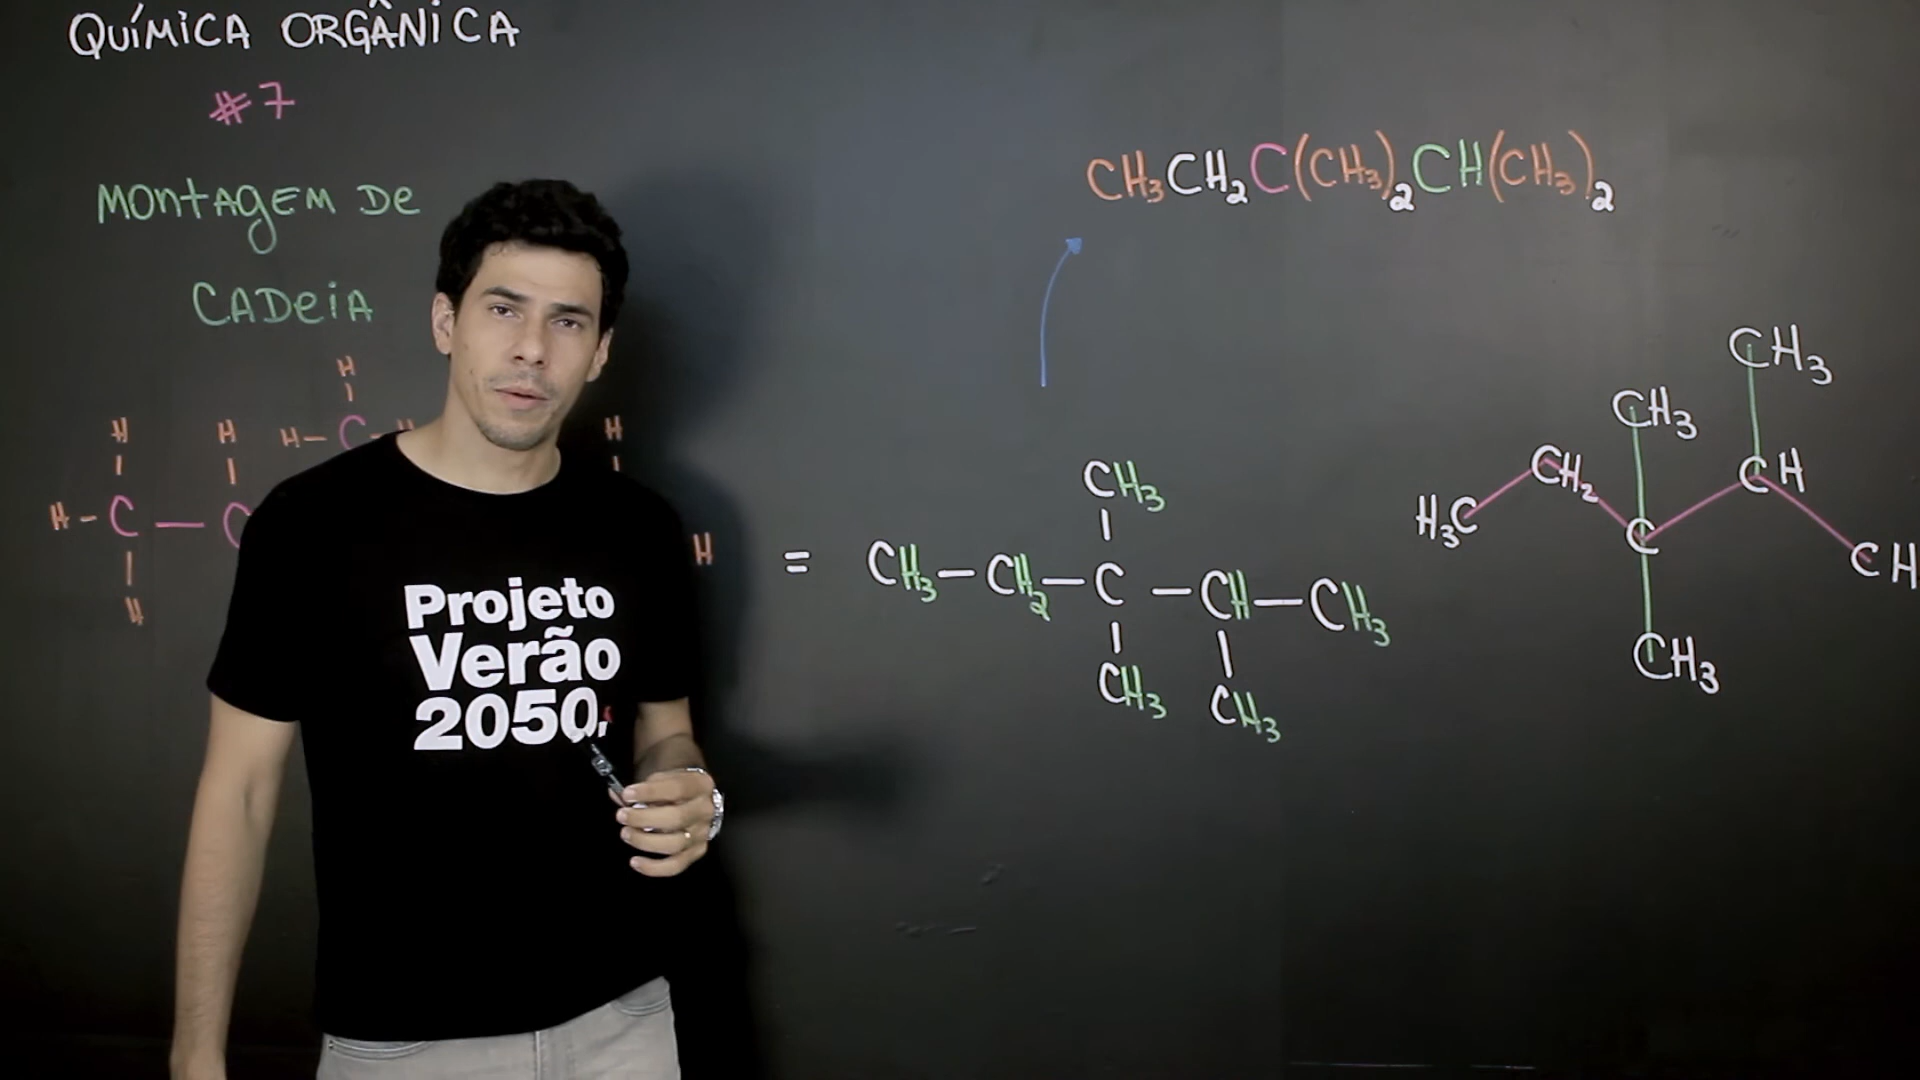 QUÍMICA ORGÂNICA
#7
MONTAGEM DE
CADEIA
CH₃CH₂C(CH₃)₂CH(CH₃)₂
H
H H H–C–H H
H–C–C H
H
=
CH₃
CH₃–CH₂–C–CH–CH₃
CH₃ CH₃
CH₃
CH₃
CH₂ CH
H₃C C CH
CH₃
Projeto
Verão
2050.